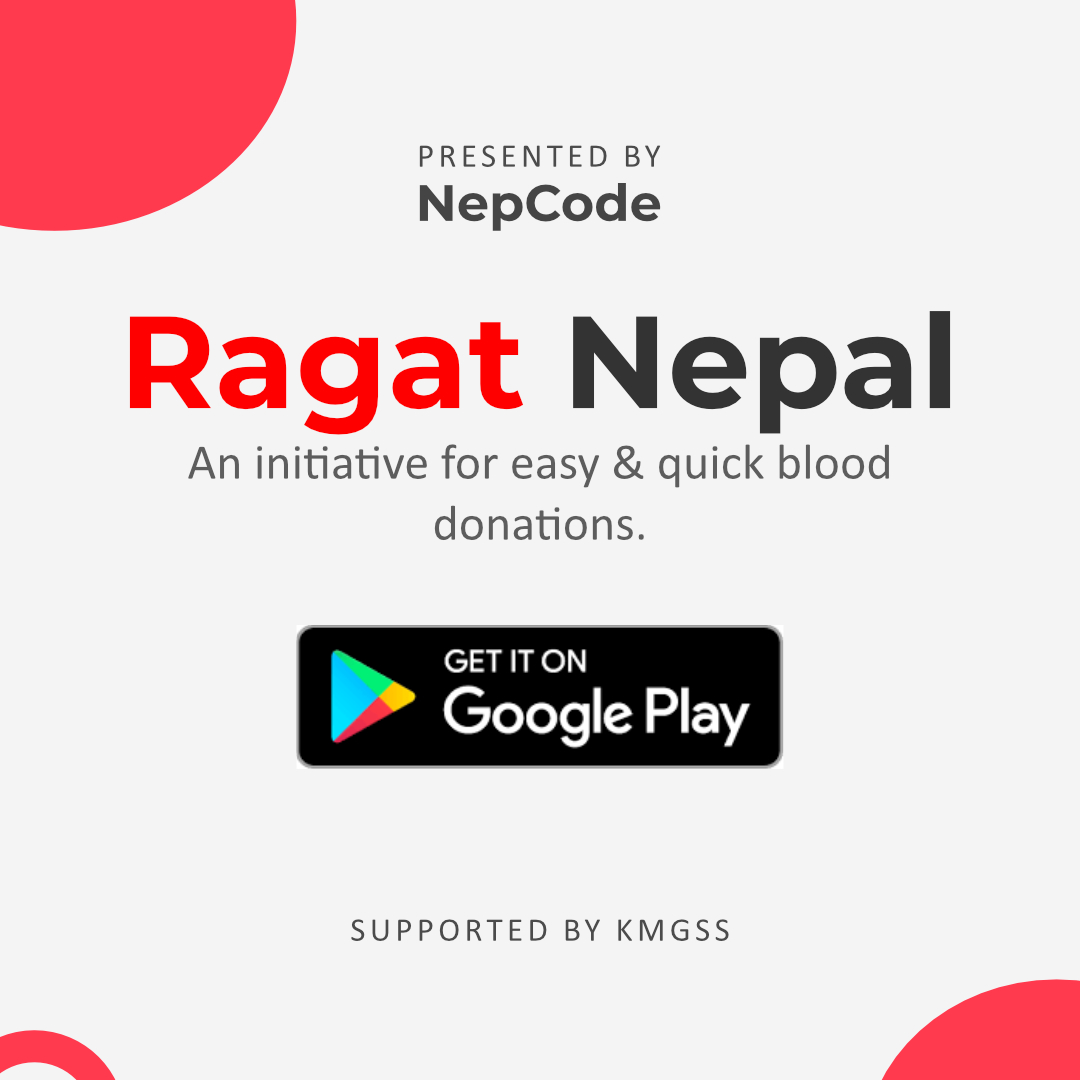 PRESENTED BY
NepCode
Ragat Nepal
An initiative for easy & quick blood
donations.
GET IT ON
Google Play
SUPPORTED BY KMGSS